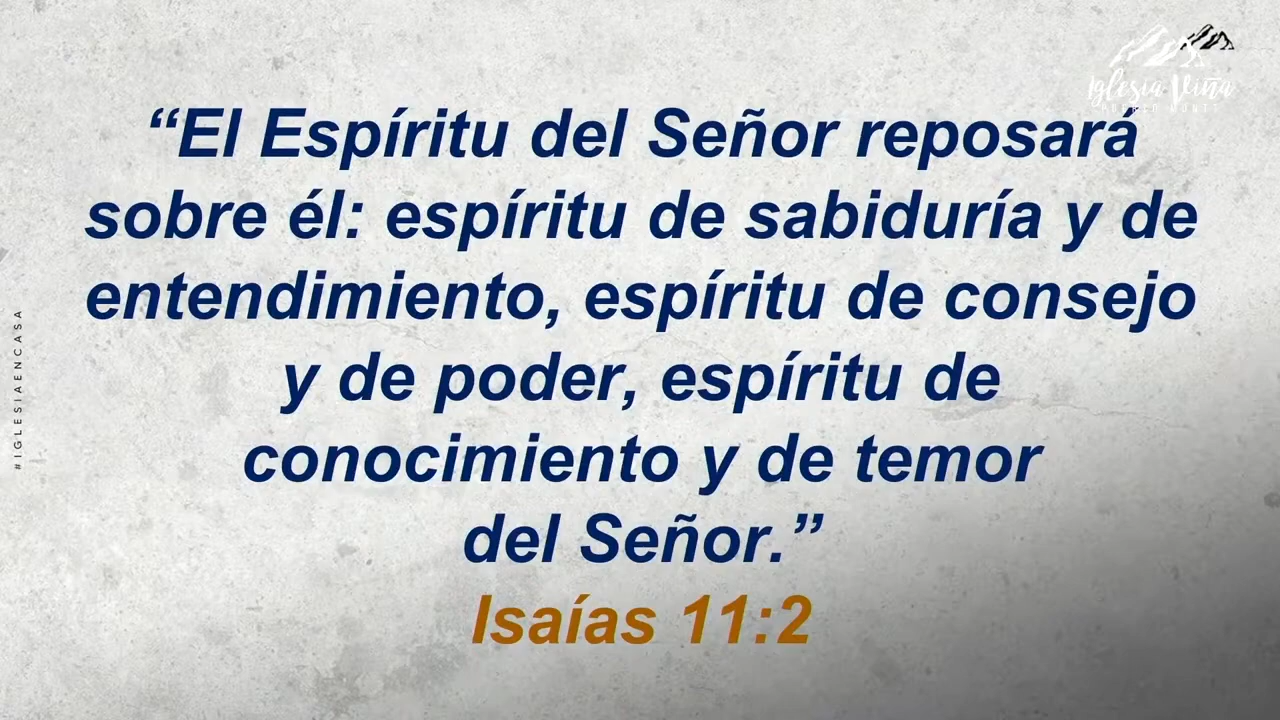 Iglesia Viña
“El Espíritu del Señor reposará
sobre él: espíritu de sabiduría y de
entendimiento, espíritu de consejo
y de poder, espíritu de
conocimiento y de temor
del Señor.”
Isaías 11:2
#IGLESIAENCASA